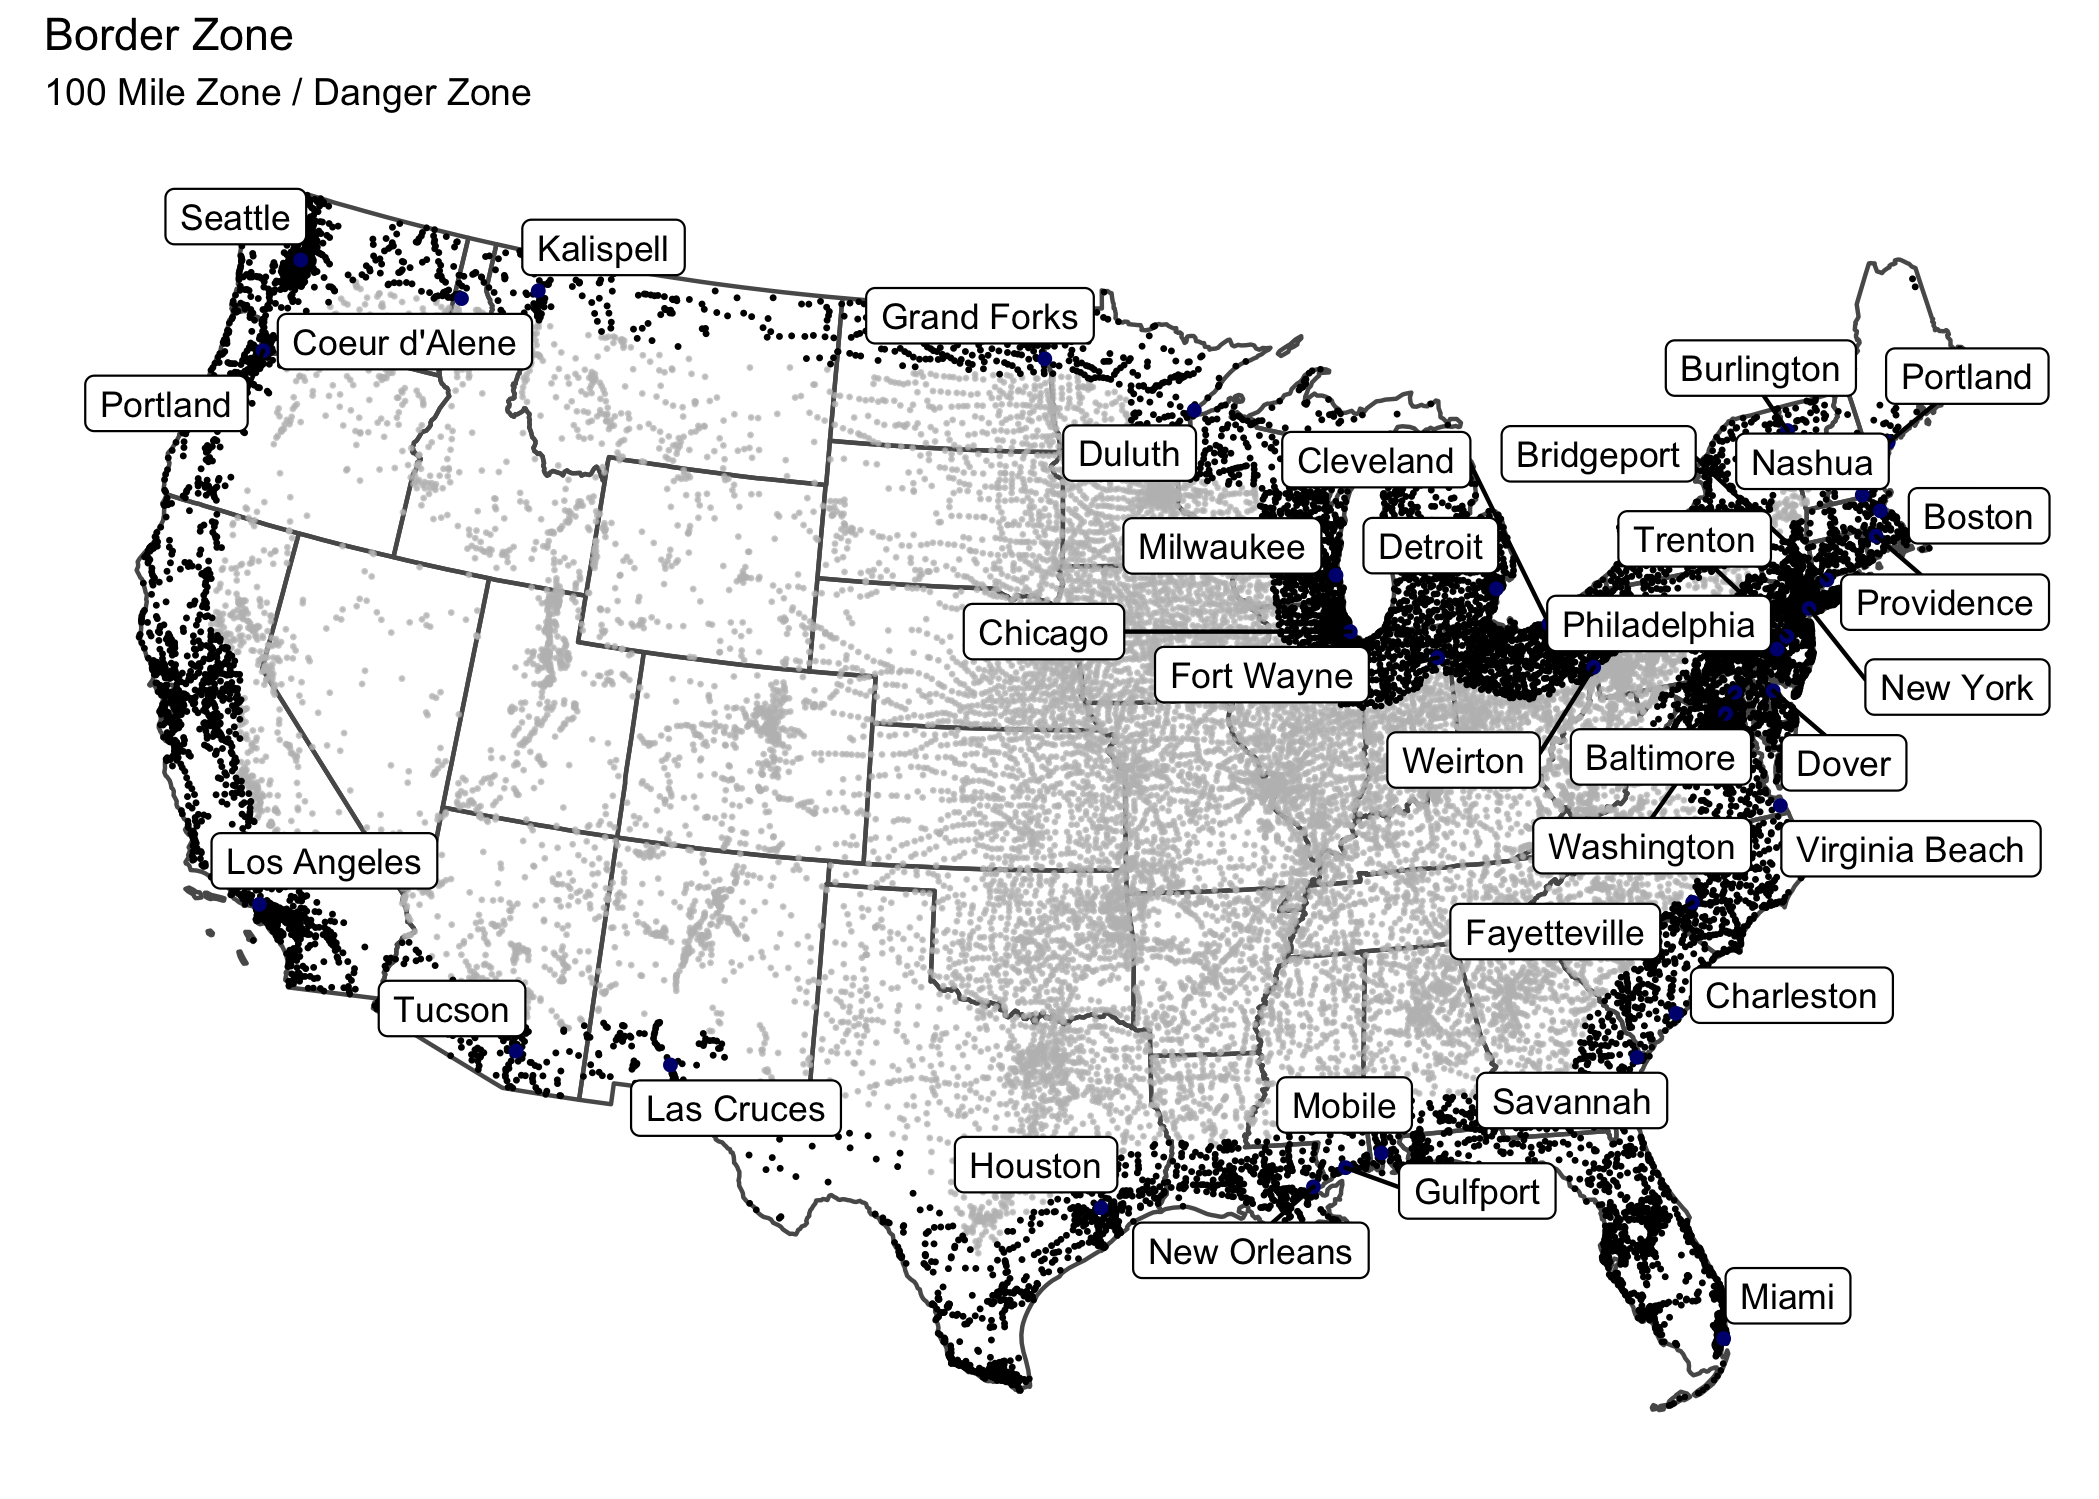 Border Zone
100 Mile Zone / Danger Zone
Seattle
Kalispell
Grand Forks
Coeur d'Alene
Burlington
Portland
Portland
Duluth
Cleveland
Bridgeport
Nashua
Boston
Milwaukee
Detroit
Trenton
Chicago
Philadelphia
Providence
Fort Wayne
New York
Weirton
Baltimore
Dover
Los Angeles
Washington
Virginia Beach
Fayetteville
Tucson
Charleston
Las Cruces
Mobile
Savannah
Houston
Gulfport
New Orleans
Miami